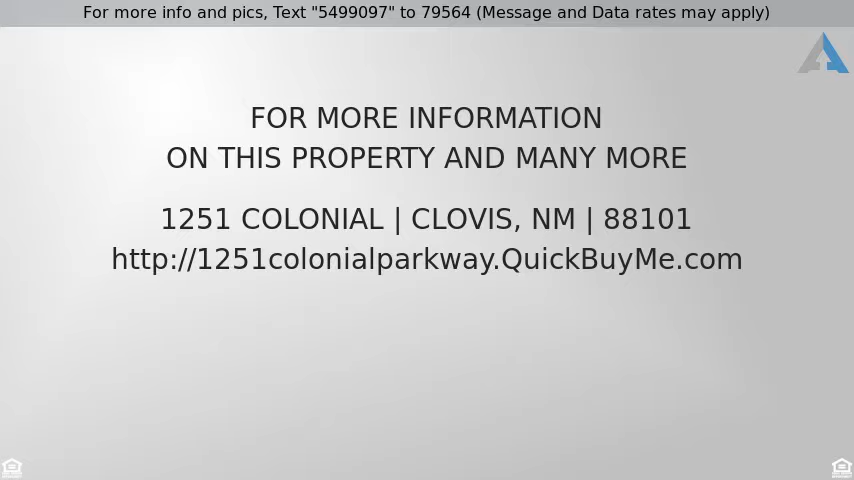 For more info and pics, Text "5499097" to 79564 (Message and Data rates may apply)
FOR MORE INFORMATION
ON THIS PROPERTY AND MANY MORE
1251 COLONIAL | CLOVIS, NM | 88101
http://1251colonialparkway.QuickBuyMe.com